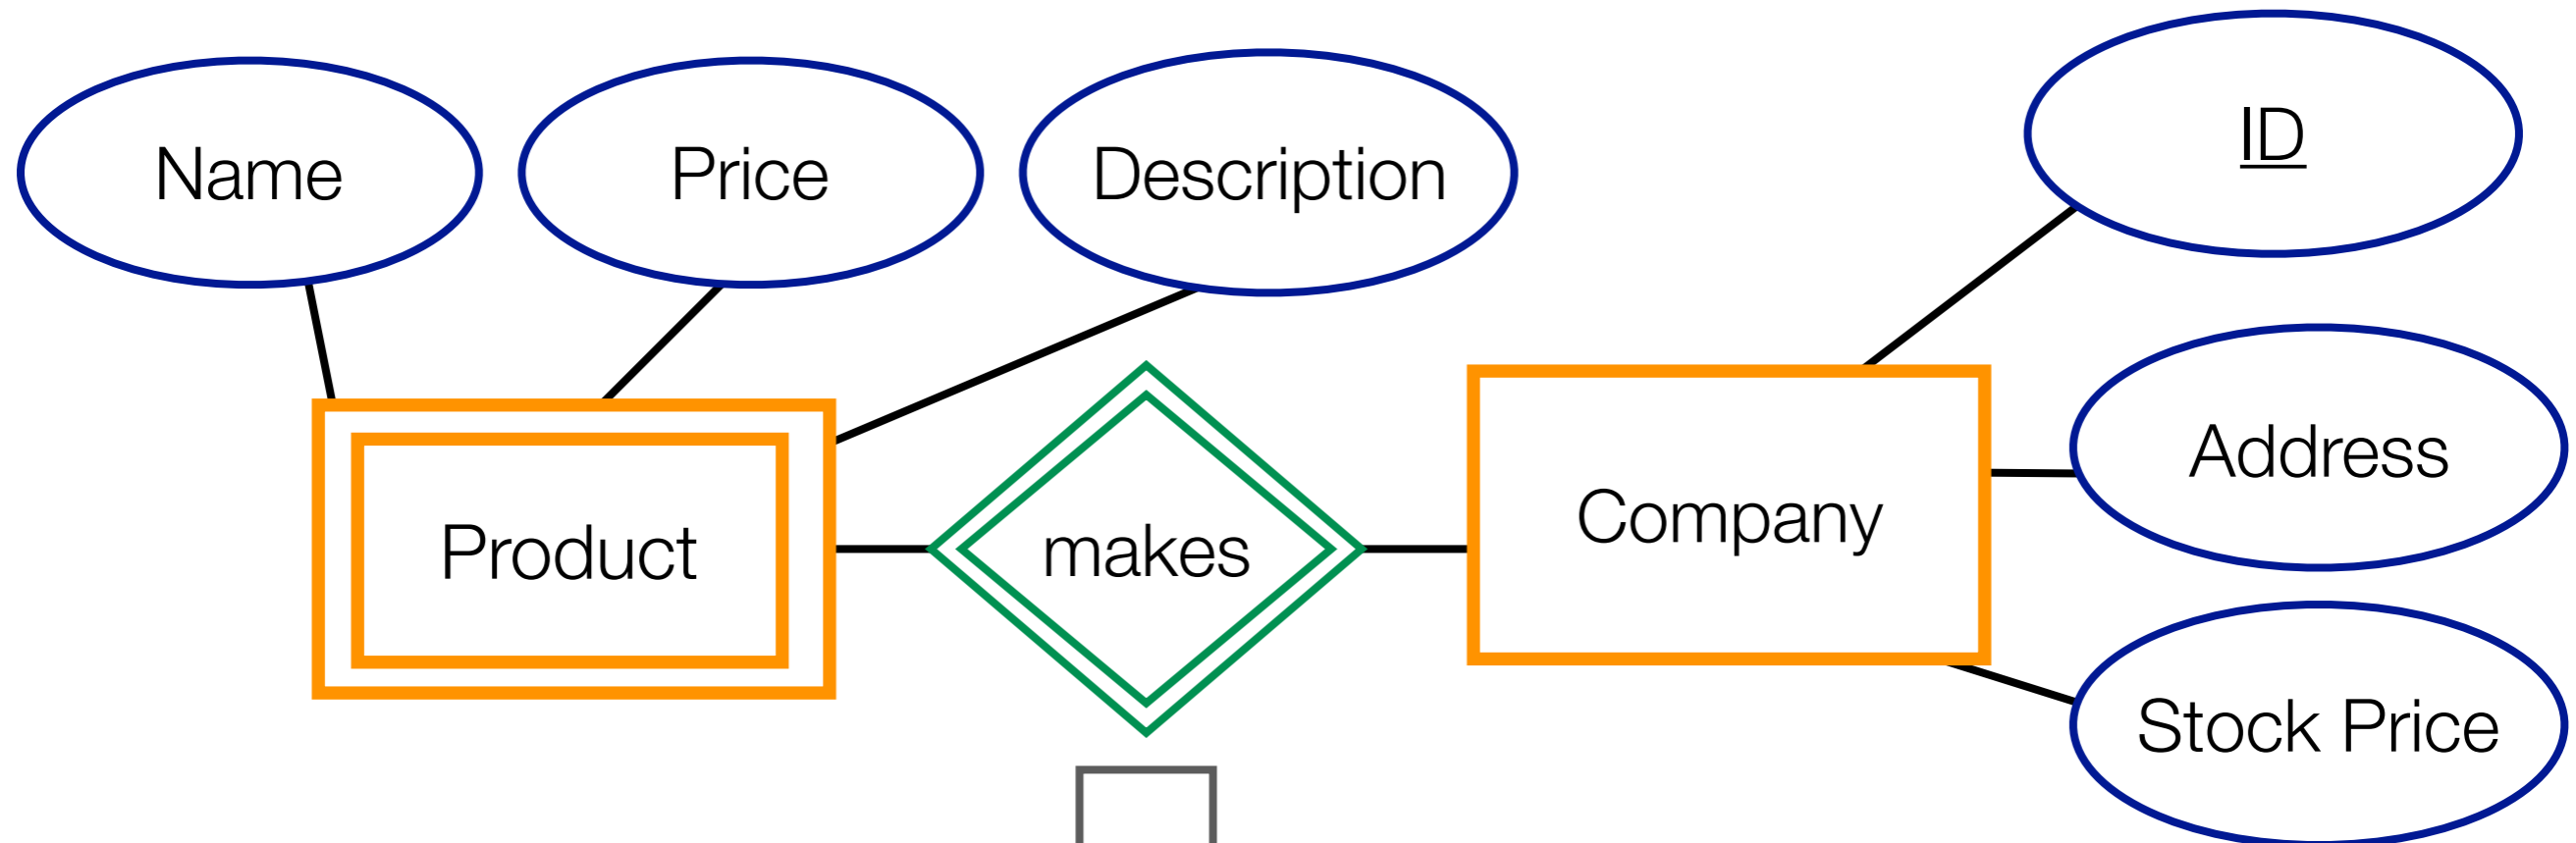 Name
Price
Description
ID
Address
Product
makes
Company
Stock Price